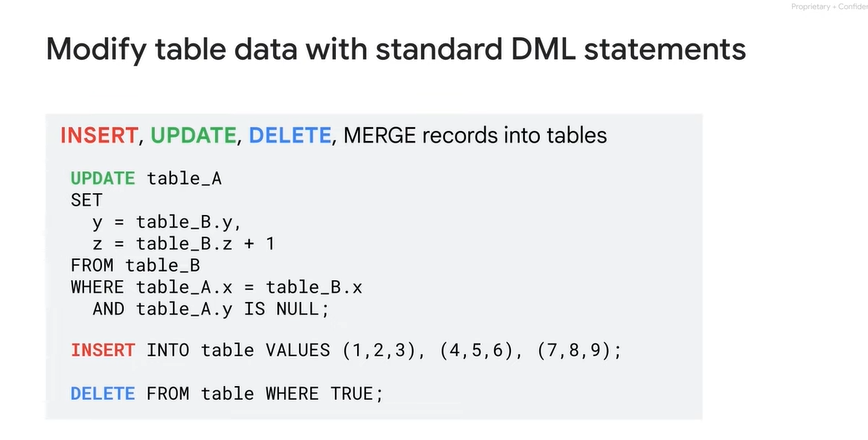 Proprietary + Confiden
Modify table data with standard DML statements
INSERT, UPDATE, DELETE, MERGE records into tables
UPDATE table_A
SET
y = table_B.y,
z = table_B.z + 1
FROM table_B
WHERE table_A.x = table_B.x
AND table_A.y IS NULL;
INSERT INTO table VALUES (1,2,3), (4,5,6), (7,8,9);
DELETE FROM table WHERE TRUE;